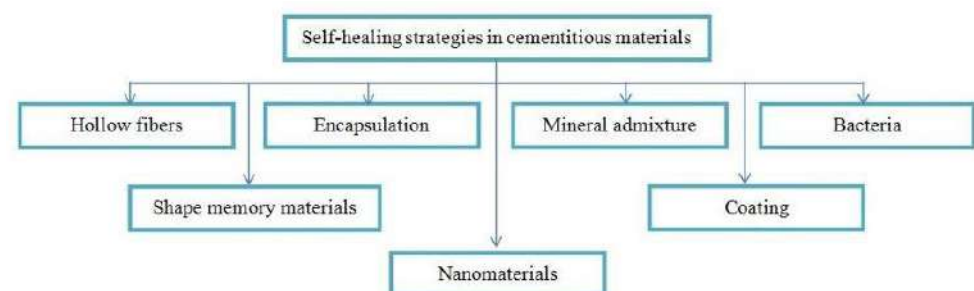 Self-healing strategies in cementitious materials
Hollow fibers
Encapsulation
Mineral admixture
Bacteria
Shape memory materials
Coating
Nanomaterials